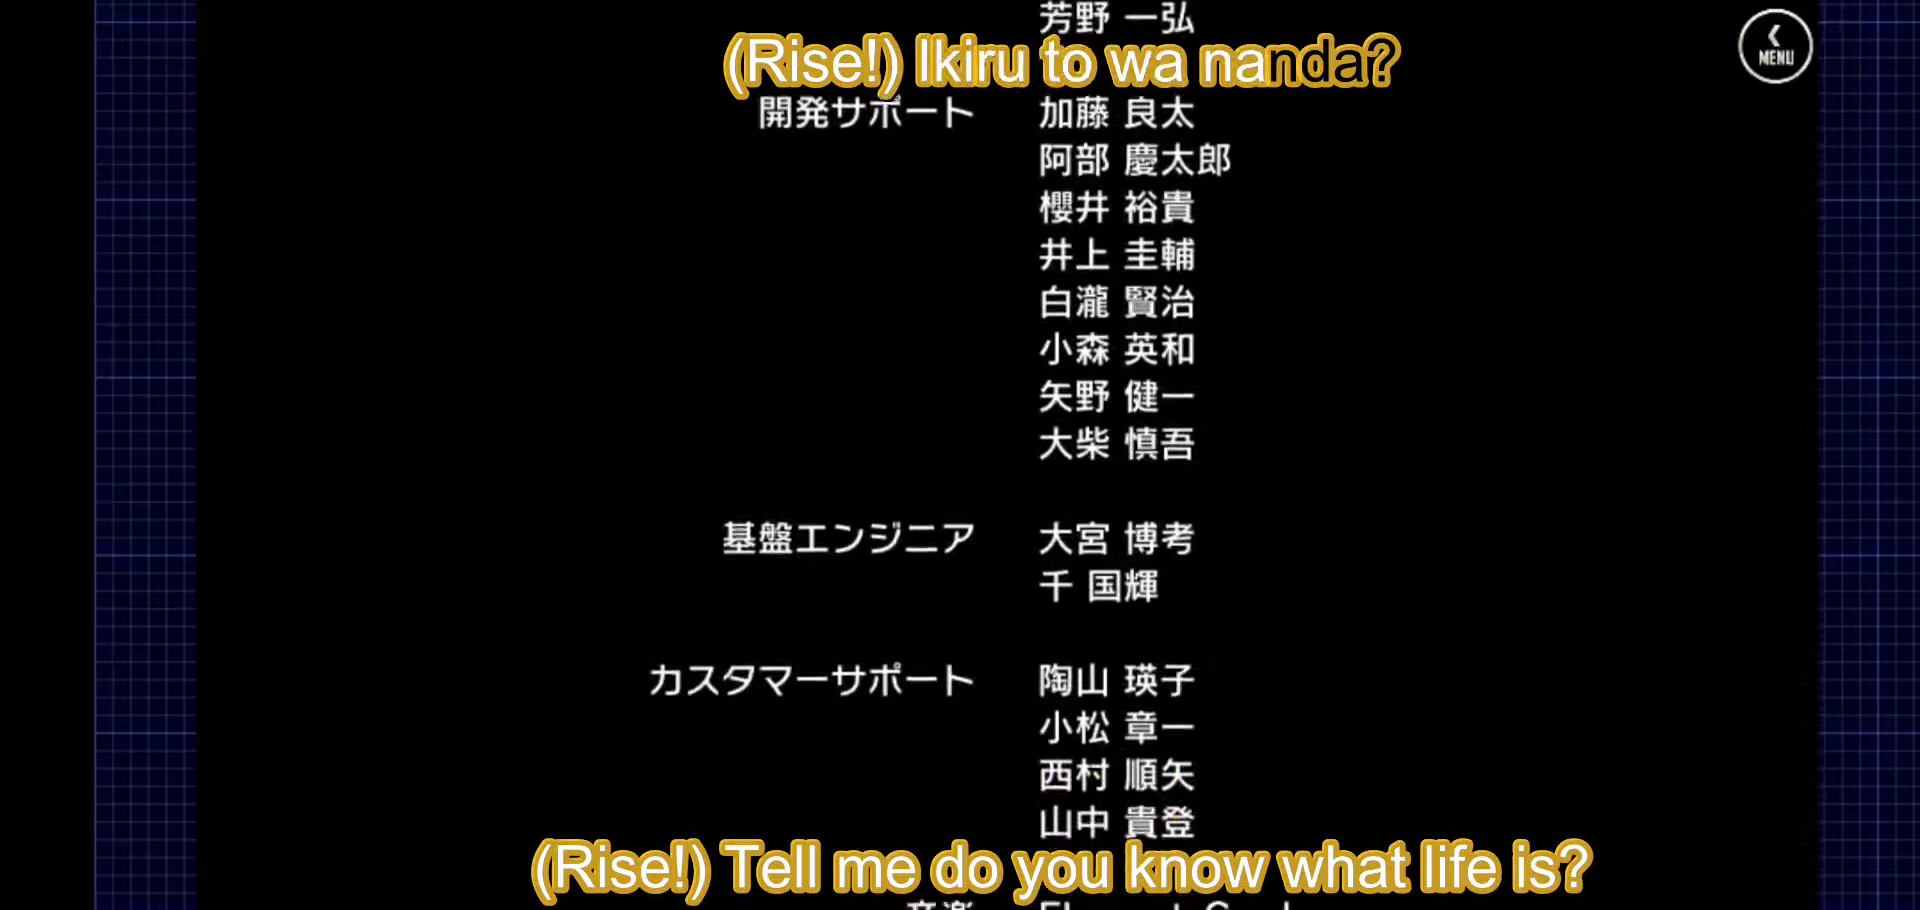 芳野 一弘
(Rise!) Ikiru to wa nanda?
MENU
開発サポート 加藤 良太
阿部 慶太郎
櫻井 裕貴
井上 圭輔
白瀧 賢治
小森 英和
矢野 健一
大柴 慎吾
基盤エンジニア 大宮 博考
千 国輝
カスタマーサポート 陶山 瑛子
小松 章一
西村 順矢
山中 貴登
(Rise!) Tell me do you know what life is?